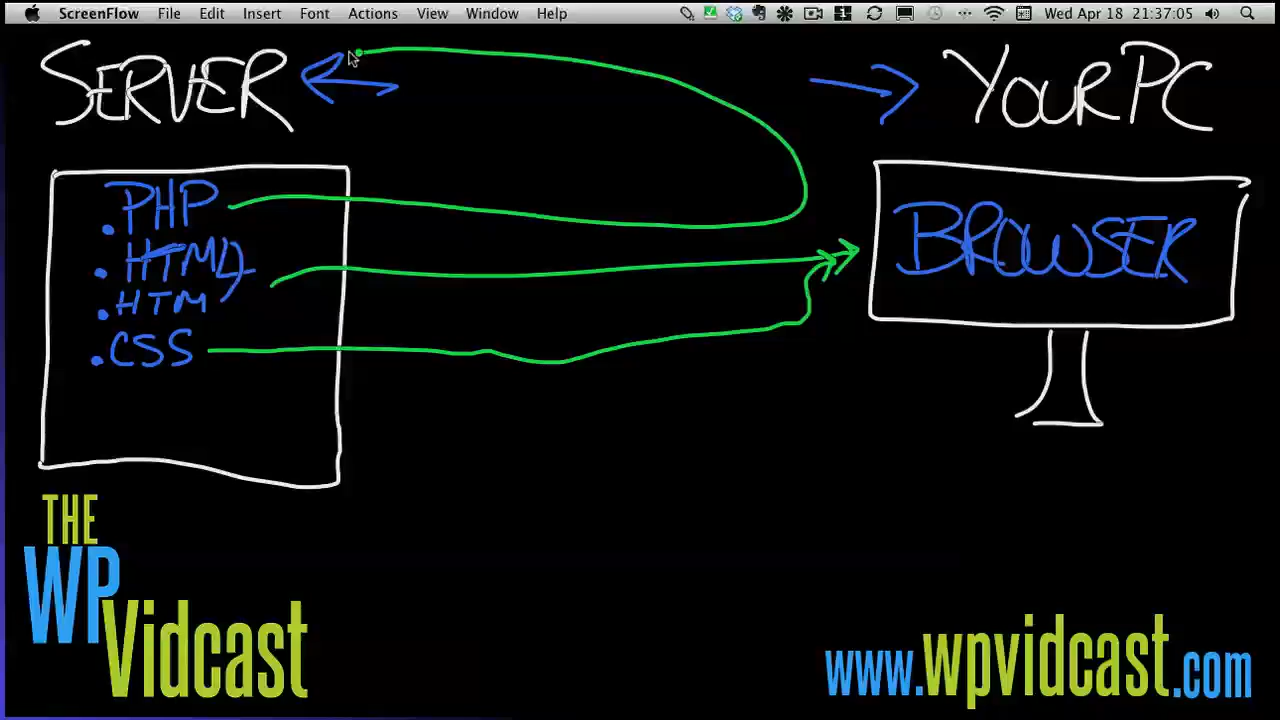 ScreenFlow File Edit Insert Font Actions View Window Help Wed Apr 18 21:37:05
SERVER
YOUR PC
.PHP
.HTML
.HTM
.CSS
BROWSER
THE
WP
Vidcast
www.wpvidcast.com